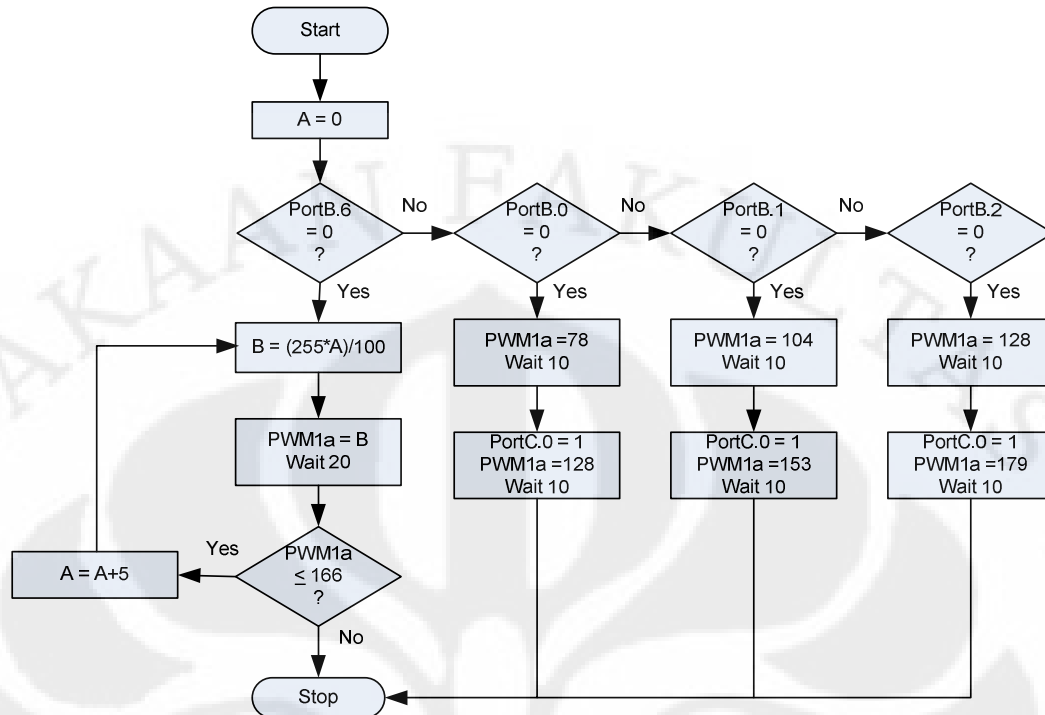 Start
A = 0
PortB.6
= 0
?
No
PortB.0
= 0
?
No
PortB.1
= 0
?
No
PortB.2
= 0
?
Yes
Yes
Yes
Yes
B = (255*A)/100
PWM1a =78
Wait 10
PWM1a = 104
Wait 10
PWM1a = 128
Wait 10
PWM1a = B
Wait 20
PortC.0 = 1
PWM1a =128
Wait 10
PortC.0 = 1
PWM1a =153
Wait 10
PortC.0 = 1
PWM1a =179
Wait 10
A = A+5
Yes
PWM1a
≤ 166
?
No
Stop
AKAAN FAKULTAS